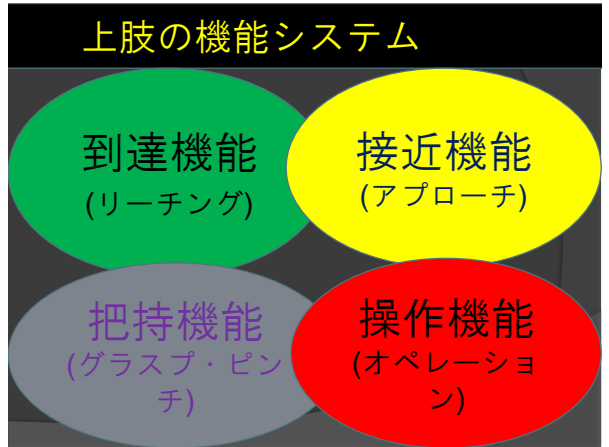 上肢の機能システム
到達機能
(リーチング)
接近機能
(アプローチ)
把持機能
(グラスプ・ピン
チ)
操作機能
(オペレーショ
ン)